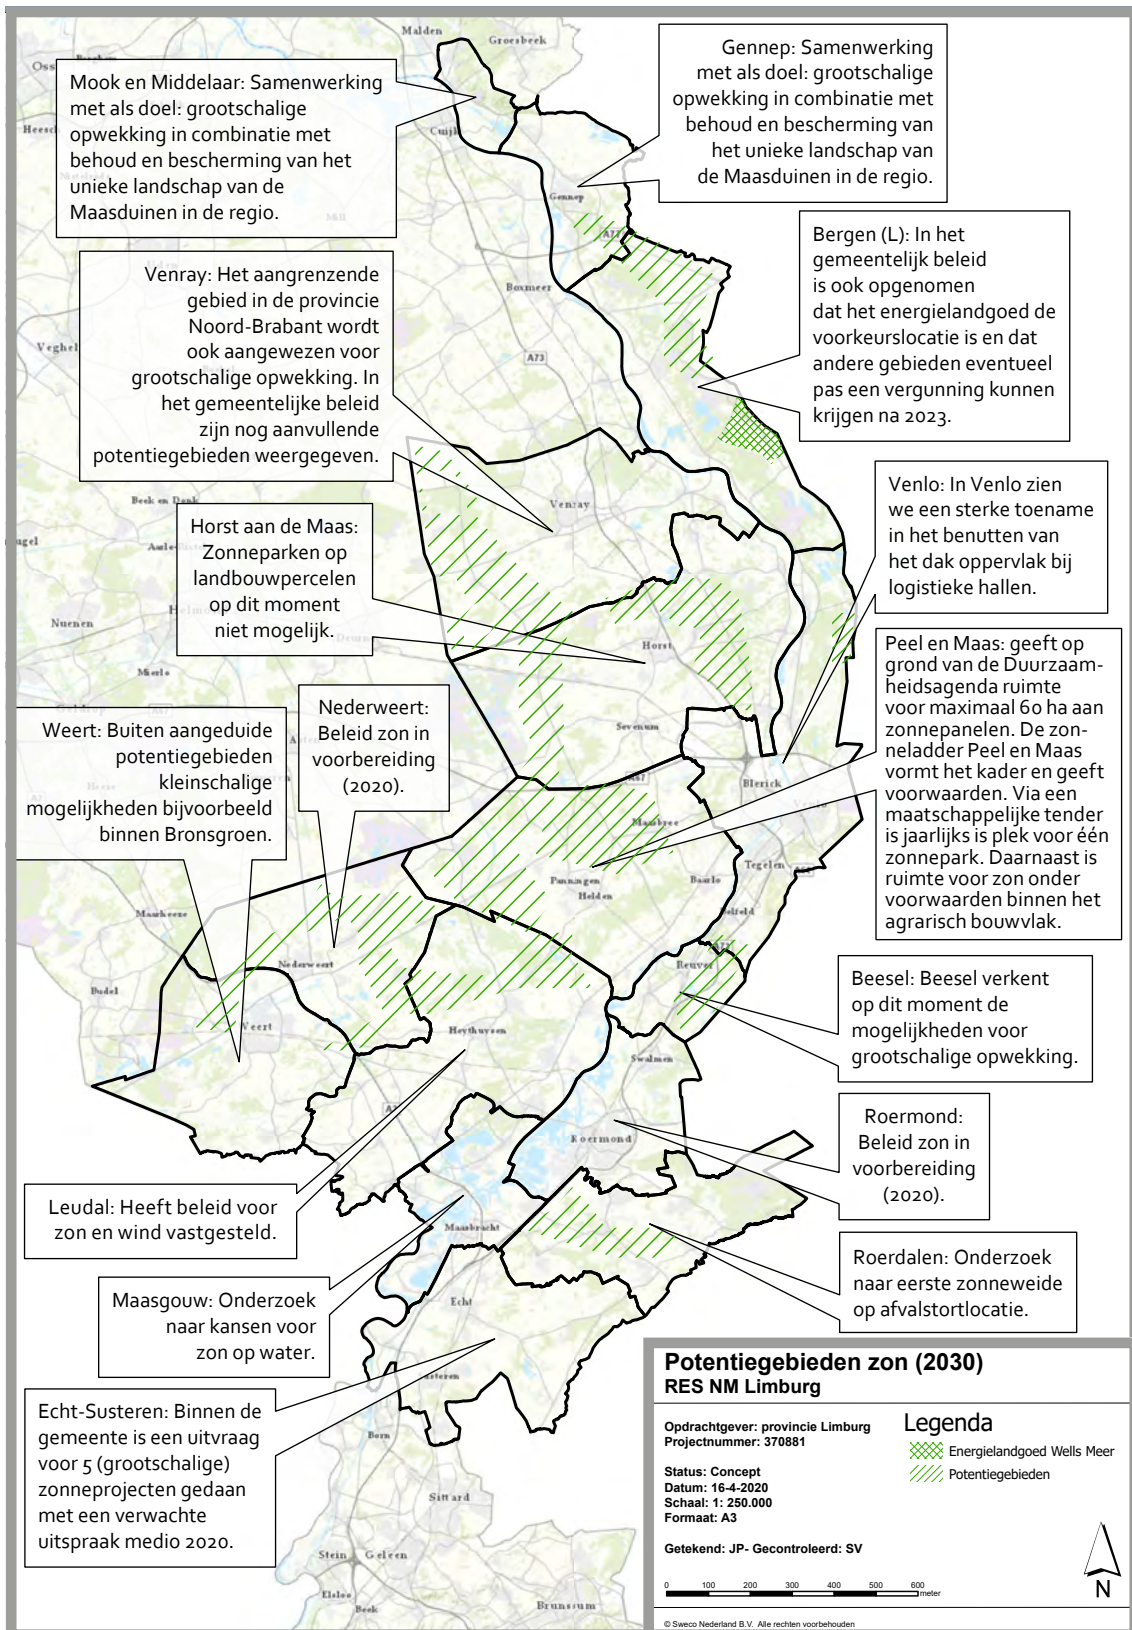 Malden
Groesbeek
Oss
Heesch
Cuijk
Mill
Gennep
A77
Boxmeer
A73
Veghel
Mook en Middelaar: Samenwerking
met als doel: grootschalige
opwekking in combinatie met
behoud en bescherming van het
unieke landschap van de
Maasduinen in de regio.
Gennep: Samenwerking
met als doel: grootschalige
opwekking in combinatie met
behoud en bescherming van
het unieke landschap van
de Maasduinen in de regio.
Bergen (L): In het
gemeentelijk beleid
is ook opgenomen
dat het energielandgoed de
voorkeurslocatie is en dat
andere gebieden eventueel
pas een vergunning kunnen
krijgen na 2023.
Venray: Het aangrenzende
gebied in de provincie
Noord-Brabant wordt
ook aangewezen voor
grootschalige opwekking. In
het gemeentelijke beleid
zijn nog aanvullende
potentiegebieden weergegeven.
Beek en Donk
Venray
Venlo: In Venlo zien
we een sterke toename
in het benutten van
het dak oppervlak bij
logistieke hallen.
Horst aan de Maas:
Zonneparken op
landbouwpercelen
op dit moment
niet mogelijk.
Nuenen
Mierlo
Horst
Sevenum
Peel en Maas: geeft op
grond van de Duurzaam-
heidsagenda ruimte
voor maximaal 60 ha aan
zonnepanelen. De zon-
neladder Peel en Maas
vormt het kader en geeft
voorwaarden. Via een
maatschappelijke tender
is jaarlijks is plek voor één
zonnepark. Daarnaast is
ruimte voor zon onder
voorwaarden binnen het
agrarisch bouwvlak.
Nederweert:
Beleid zon in
voorbereiding
(2020).
Weert: Buiten aangeduide
potentiegebieden
kleinschalige
mogelijkheden bijvoorbeeld
binnen Bronsgroen.
A67
Blerick
Venlo
Maasbree
Tegelen
Panningen
Helden
Baarlo
Belfeld
Maarheeze
Budel
Nederweert
Weert
Reuver
Heythuysen
Swalmen
Roermond
Beesel: Beesel verkent
op dit moment de
mogelijkheden voor
grootschalige opwekking.
Roermond:
Beleid zon in
voorbereiding
(2020).
Leudal: Heeft beleid voor
zon en wind vastgesteld.
Maasbracht
Roerdalen: Onderzoek
naar eerste zonneweide
op afvalstortlocatie.
Maasgouw: Onderzoek
naar kansen voor
zon op water.
Echt
Susteren
Born
Sittard
Stein
Geleen
Elsloo
Beek
Brunssum
Echt-Susteren: Binnen de
gemeente is een uitvraag
voor 5 (grootschalige)
zonneprojecten gedaan
met een verwachte
uitspraak medio 2020.
Potentiegebieden zon (2030)
RES NM Limburg
Opdrachtgever: provincie Limburg
Projectnummer: 370881
Status: Concept
Datum: 16-4-2020
Schaal: 1: 250.000
Formaat: A3
Getekend: JP- Gecontroleerd: SV
Legenda
Energielandgoed Wells Meer
Potentiegebieden
0 100 200 300 400 500 600
meter
N
© Sweco Nederland B.V. Alle rechten voorbehouden